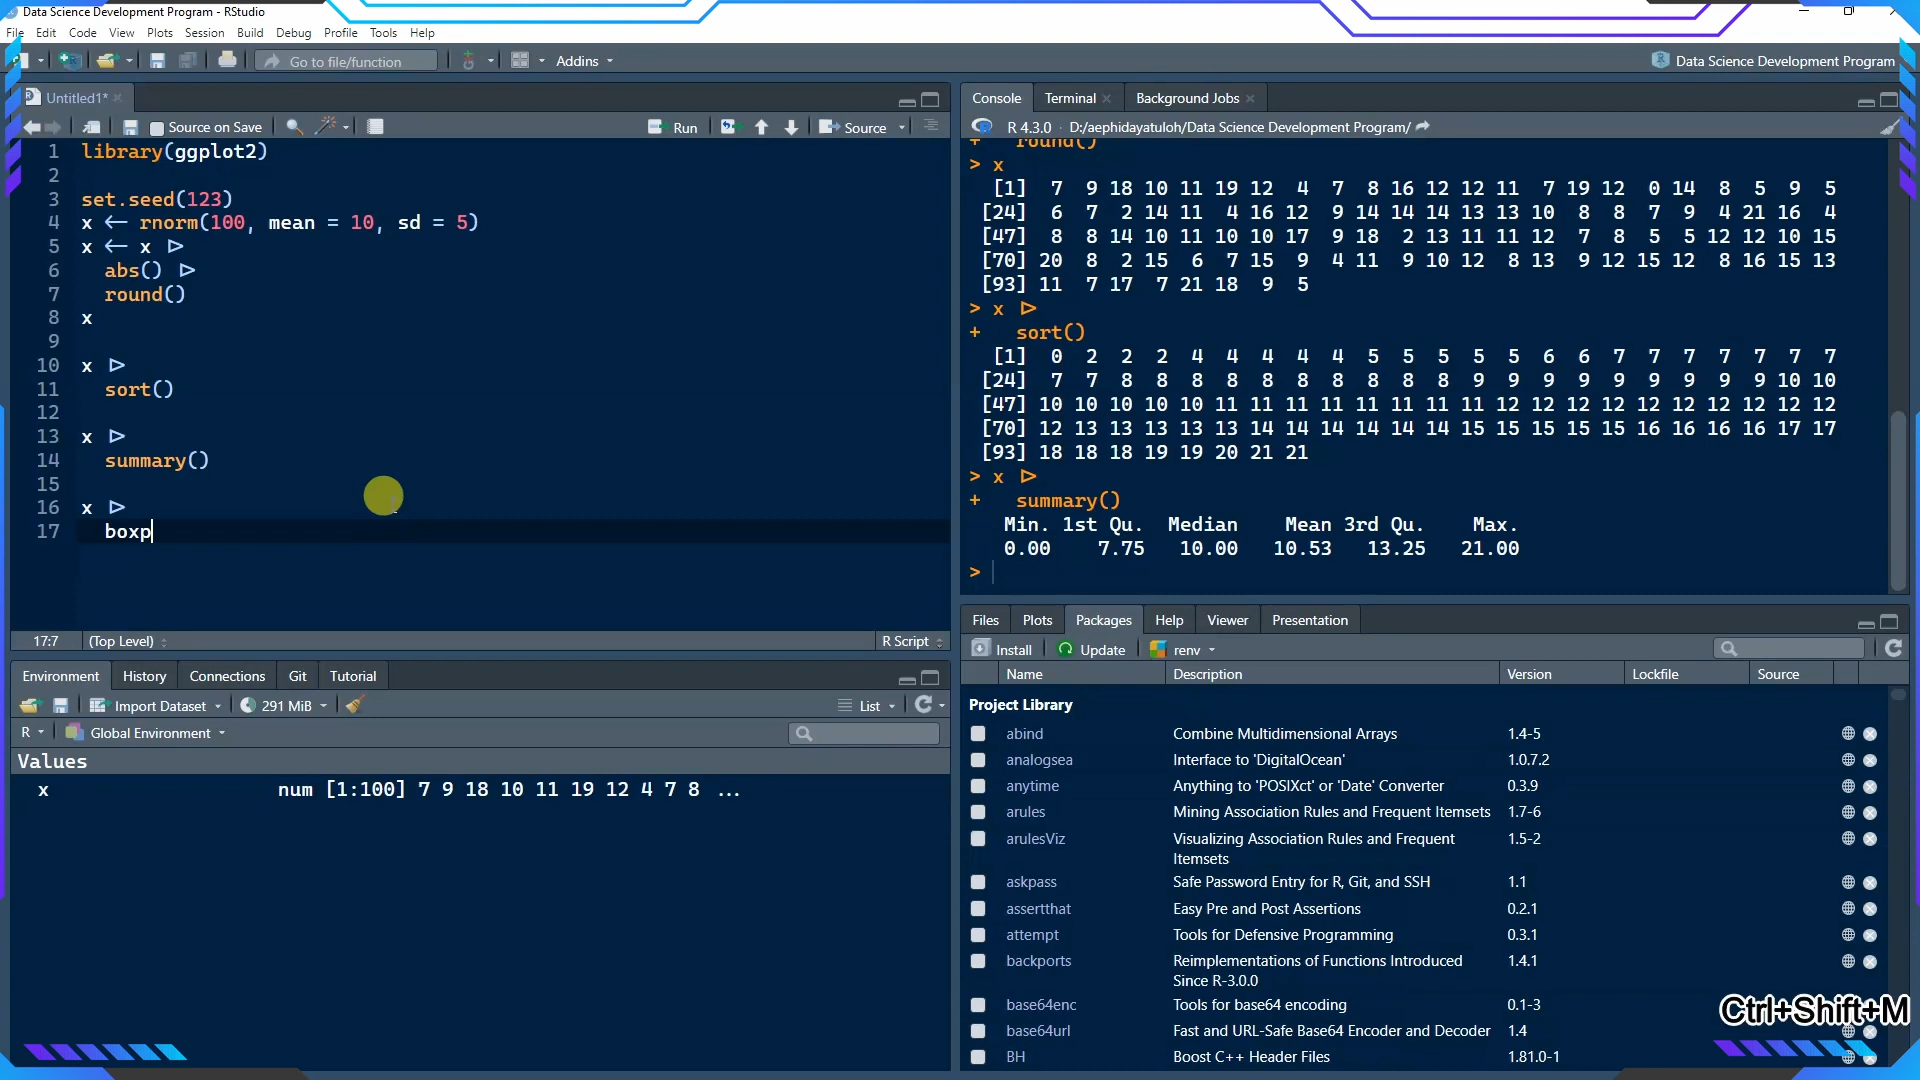 Data Science Development Program - RStudio
File Edit Code View Plots Session Build Debug Profile Tools Help
Go to file/function Addins Data Science Development Program
Untitled1*
Source on Save Run Source
1 library(ggplot2)
2
3 set.seed(123)
4 x <- rnorm(100, mean = 10, sd = 5)
5 x <- x |>
6 abs() |>
7 round()
8 x
9
10 x |>
11 sort()
12
13 x |>
14 summary()
15
16 x |>
17 boxp
17:7 (Top Level) R Script
Console Terminal Background Jobs
R 4.3.0 · D:/aephidayatuloh/Data Science Development Program/
+ round()
> x
[1] 7 9 18 10 11 19 12 4 7 8 16 12 12 11 7 19 12 0 14 8 5 9 5
[24] 6 7 2 14 11 4 16 12 9 14 14 14 13 13 10 8 8 7 9 4 21 16 4
[47] 8 8 14 10 11 10 10 17 9 18 2 13 11 11 12 7 8 5 5 12 12 10 15
[70] 20 8 2 15 6 7 15 9 4 11 9 10 12 8 13 9 12 15 12 8 16 15 13
[93] 11 7 17 7 21 18 9 5
> x |>
+ sort()
[1] 0 2 2 2 4 4 4 4 4 5 5 5 5 5 6 6 7 7 7 7 7 7 7
[24] 7 7 8 8 8 8 8 8 8 8 8 8 9 9 9 9 9 9 9 9 9 10 10
[47] 10 10 10 10 10 11 11 11 11 11 11 11 11 12 12 12 12 12 12 12 12 12 12
[70] 12 13 13 13 13 13 14 14 14 14 14 14 15 15 15 15 15 16 16 16 16 17 17
[93] 18 18 18 19 19 20 21 21
> x |>
+ summary()
Min. 1st Qu. Median Mean 3rd Qu. Max.
0.00 7.75 10.00 10.53 13.25 21.00
>
Environment History Connections Git Tutorial
Import Dataset 291 MiB List
R Global Environment
Values
x num [1:100] 7 9 18 10 11 19 12 4 7 8 ...
Files Plots Packages Help Viewer Presentation
Install Update renv
Name Description Version Lockfile Source
Project Library
abind Combine Multidimensional Arrays 1.4-5
analogsea Interface to 'DigitalOcean' 1.0.7.2
anytime Anything to 'POSIXct' or 'Date' Converter 0.3.9
arules Mining Association Rules and Frequent Itemsets 1.7-6
arulesViz Visualizing Association Rules and Frequent 1.5-2
Itemsets
askpass Safe Password Entry for R, Git, and SSH 1.1
assertthat Easy Pre and Post Assertions 0.2.1
attempt Tools for Defensive Programming 0.3.1
backports Reimplementations of Functions Introduced 1.4.1
Since R-3.0.0
base64enc Tools for base64 encoding 0.1-3
base64url Fast and URL-Safe Base64 Encoder and Decoder 1.4
BH Boost C++ Header Files 1.81.0-1
Ctrl+Shift+M